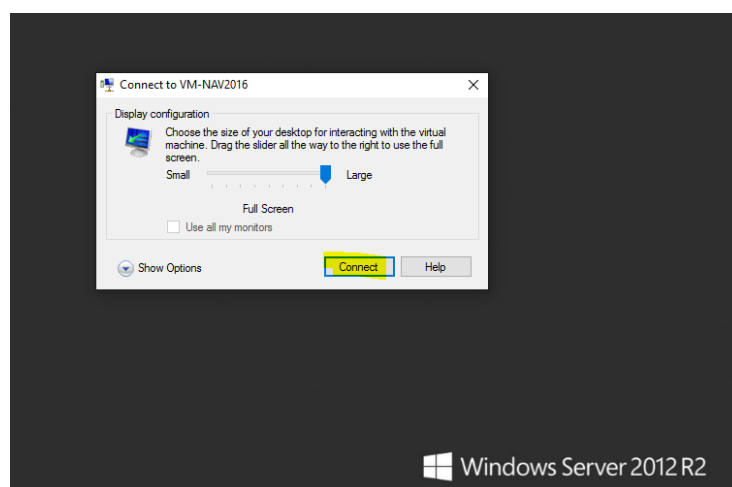 Connect to VM-NAV2016
Display configuration
Choose the size of your desktop for interacting with the virtual
machine. Drag the slider all the way to the right to use the full
screen.
Small Large
Full Screen
Use all my monitors
Show Options Connect Help
Windows Server 2012 R2